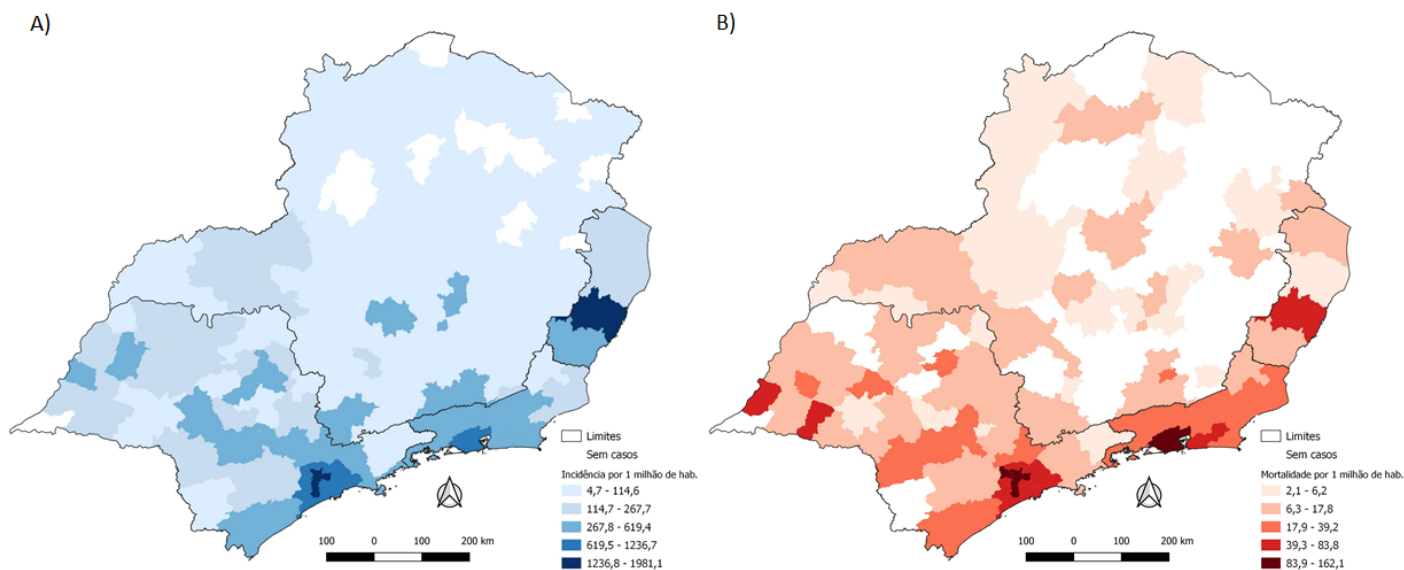 A)
Limites
Sem casos
Incidência por 1 milhão de hab.
4,7 - 114,6
114,7 - 267,7
267,8 - 619,4
619,5 - 1236,7
1236,8 - 1981,1
100 0 100 200 km
B)
Limites
Sem casos
Mortalidade por 1 milhão de hab.
2,1 - 6,2
6,3 - 17,8
17,9 - 39,2
39,3 - 83,8
83,9 - 162,1
100 0 100 200 km